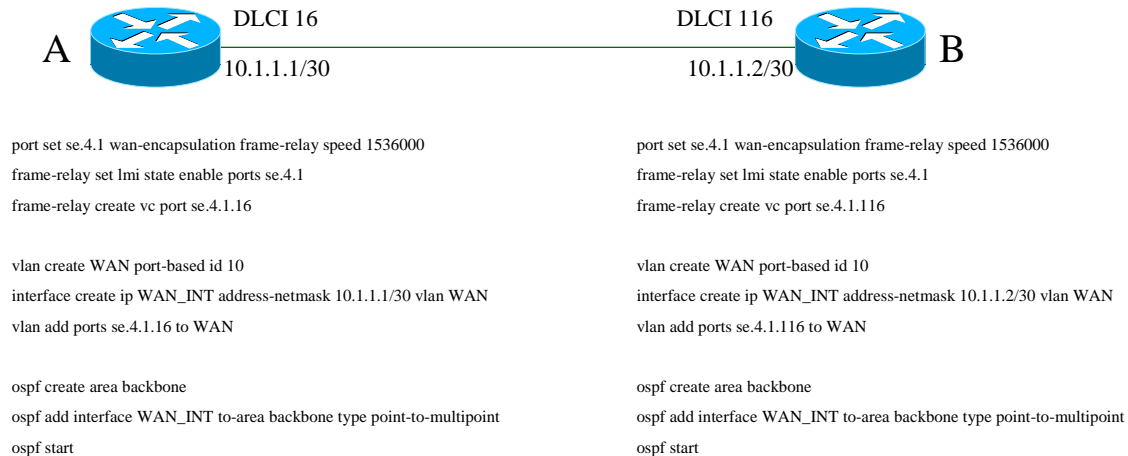 DLCI 16
DLCI 116
A
B
10.1.1.1/30
10.1.1.2/30
port set se.4.1 wan-encapsulation frame-relay speed 1536000
frame-relay set lmi state enable ports se.4.1
frame-relay create vc port se.4.1.16
vlan create WAN port-based id 10
interface create ip WAN_INT address-netmask 10.1.1.1/30 vlan WAN
vlan add ports se.4.1.16 to WAN
ospf create area backbone
ospf add interface WAN_INT to-area backbone type point-to-multipoint
ospf start
port set se.4.1 wan-encapsulation frame-relay speed 1536000
frame-relay set lmi state enable ports se.4.1
frame-relay create vc port se.4.1.116
vlan create WAN port-based id 10
interface create ip WAN_INT address-netmask 10.1.1.2/30 vlan WAN
vlan add ports se.4.1.116 to WAN
ospf create area backbone
ospf add interface WAN_INT to-area backbone type point-to-multipoint
ospf start